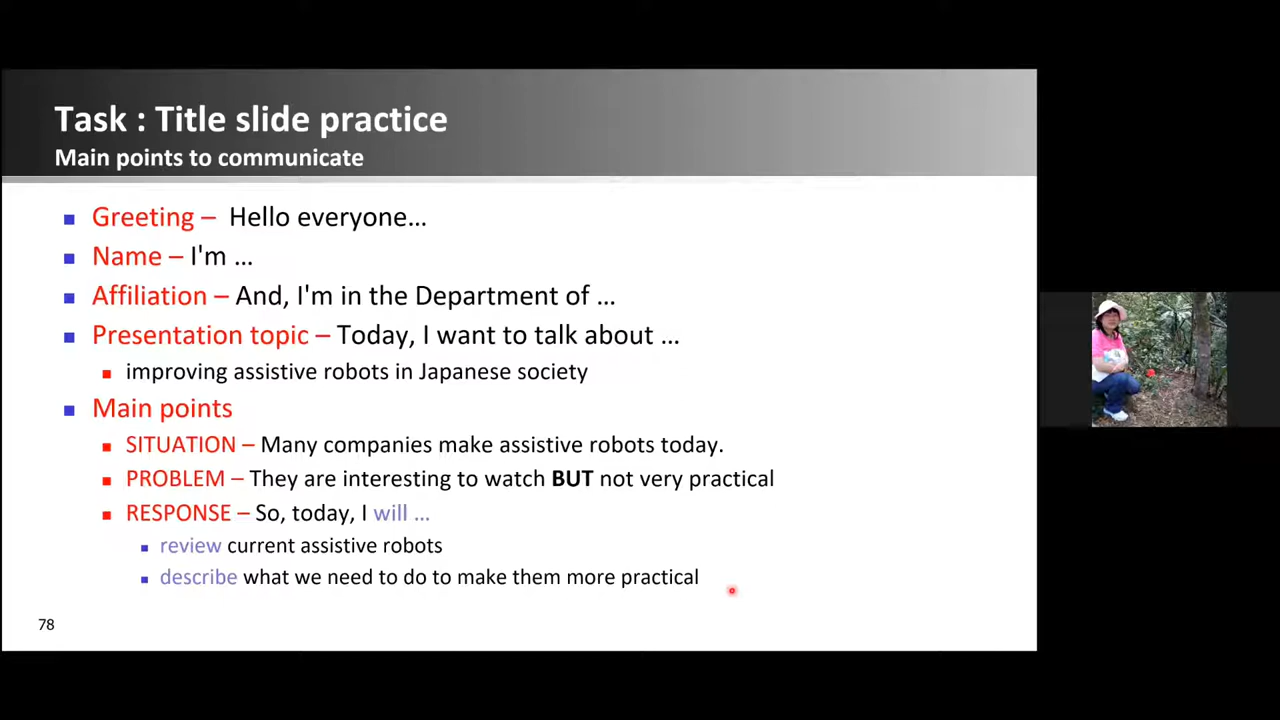 Task : Title slide practice
Main points to communicate
Greeting – Hello everyone...
Name – I'm ...
Affiliation – And, I'm in the Department of ...
Presentation topic – Today, I want to talk about ...
improving assistive robots in Japanese society
Main points
SITUATION – Many companies make assistive robots today.
PROBLEM – They are interesting to watch BUT not very practical
RESPONSE – So, today, I will ...
review current assistive robots
describe what we need to do to make them more practical
78